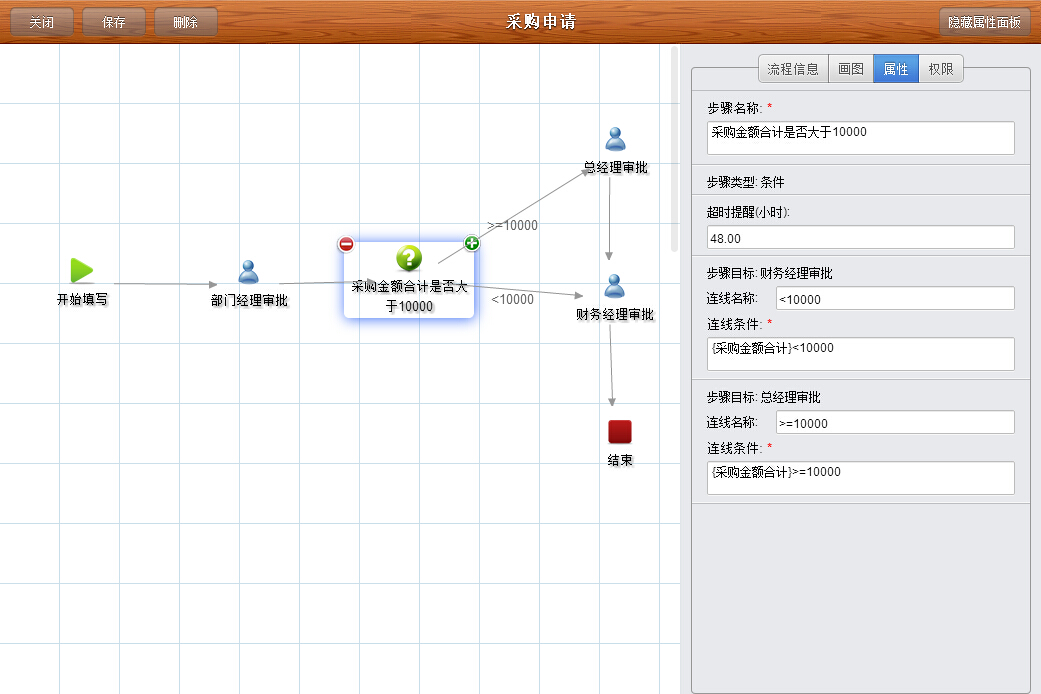 关闭
保存
删除
采购申请
隐藏属性面板
总经理审批
>=10000
开始填写
部门经理审批
?
采购金额合计是否大
于10000
<10000
财务经理审批
结束
流程信息
画图
属性
权限
步骤名称: *
采购金额合计是否大于10000
步骤类型: 条件
超时提醒(小时):
48.00
步骤目标: 财务经理审批
连线名称: <10000
连线条件: *
{采购金额合计}<10000
步骤目标: 总经理审批
连线名称: >=10000
连线条件: *
{采购金额合计}>=10000